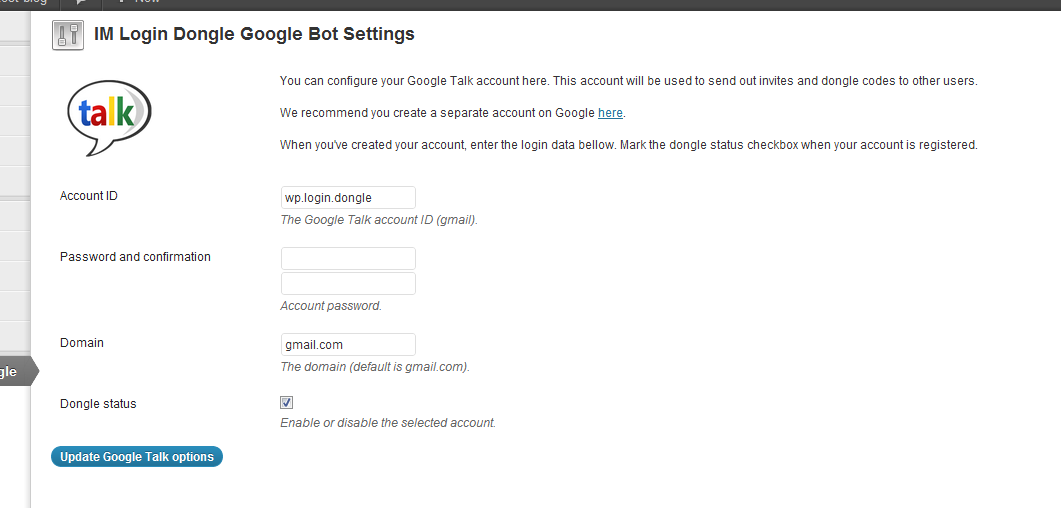 New
IM Login Dongle Google Bot Settings
talk
You can configure your Google Talk account here. This account will be used to send out invites and dongle codes to other users.
We recommend you create a separate account on Google here.
When you've created your account, enter the login data bellow. Mark the dongle status checkbox when your account is registered.
Account ID
wp.login.dongle
The Google Talk account ID (gmail).
Password and confirmation
Account password.
Domain
gmail.com
The domain (default is gmail.com).
gle
Dongle status
Enable or disable the selected account.
Update Google Talk options